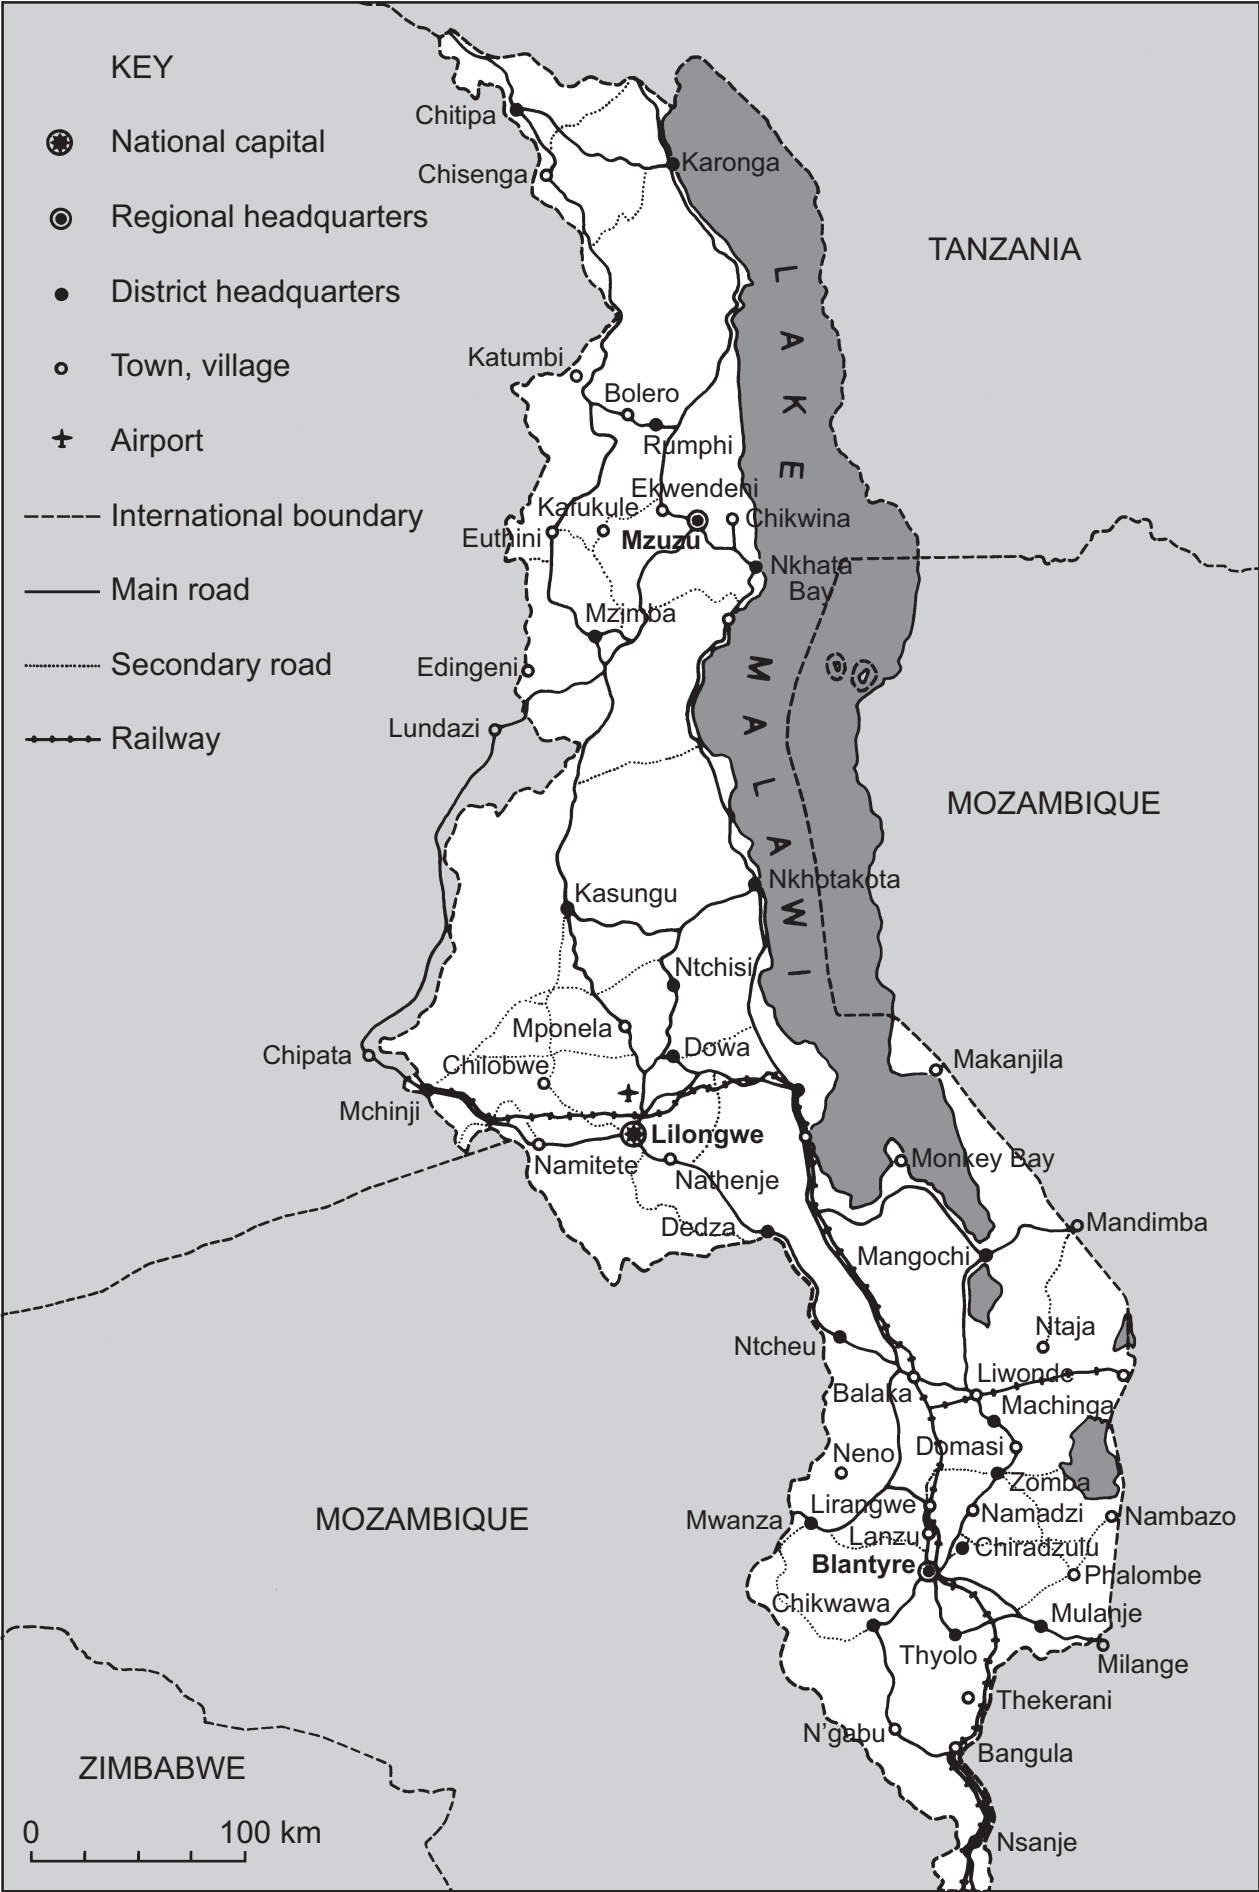 KEY
National capital
Regional headquarters
District headquarters
Town, village
Airport
International boundary
Main road
Secondary road
Railway
Chitipa
Karonga
Chisenga
TANZANIA
LAKE MALAWI
Katumbi
Bolero
Rumphi
Ekwendeni
Kafukule
Chikwina
Euthini
Mzuzu
Nkhata
Bay
Mzimba
Edingeni
Lundazi
MOZAMBIQUE
Nkhotakota
Kasungu
Ntchisi
Mponela
Dowa
Chipata
Chilobwe
Makanjila
Mchinji
Lilongwe
Namitete
Nathenje
Monkey Bay
Dedza
Mandimba
Mangochi
Ntaja
Ntcheu
Liwonde
Balaka
Machinga
Domasi
Neno
Zomba
Lirangwe
Namadzi
Nambazo
MOZAMBIQUE
Mwanza
Lanzu
Chiradzulu
Blantyre
Phalombe
Chikwawa
Mulanje
Thyolo
Milange
Thekerani
N'gabu
Bangula
ZIMBABWE
0 100 km
Nsanje